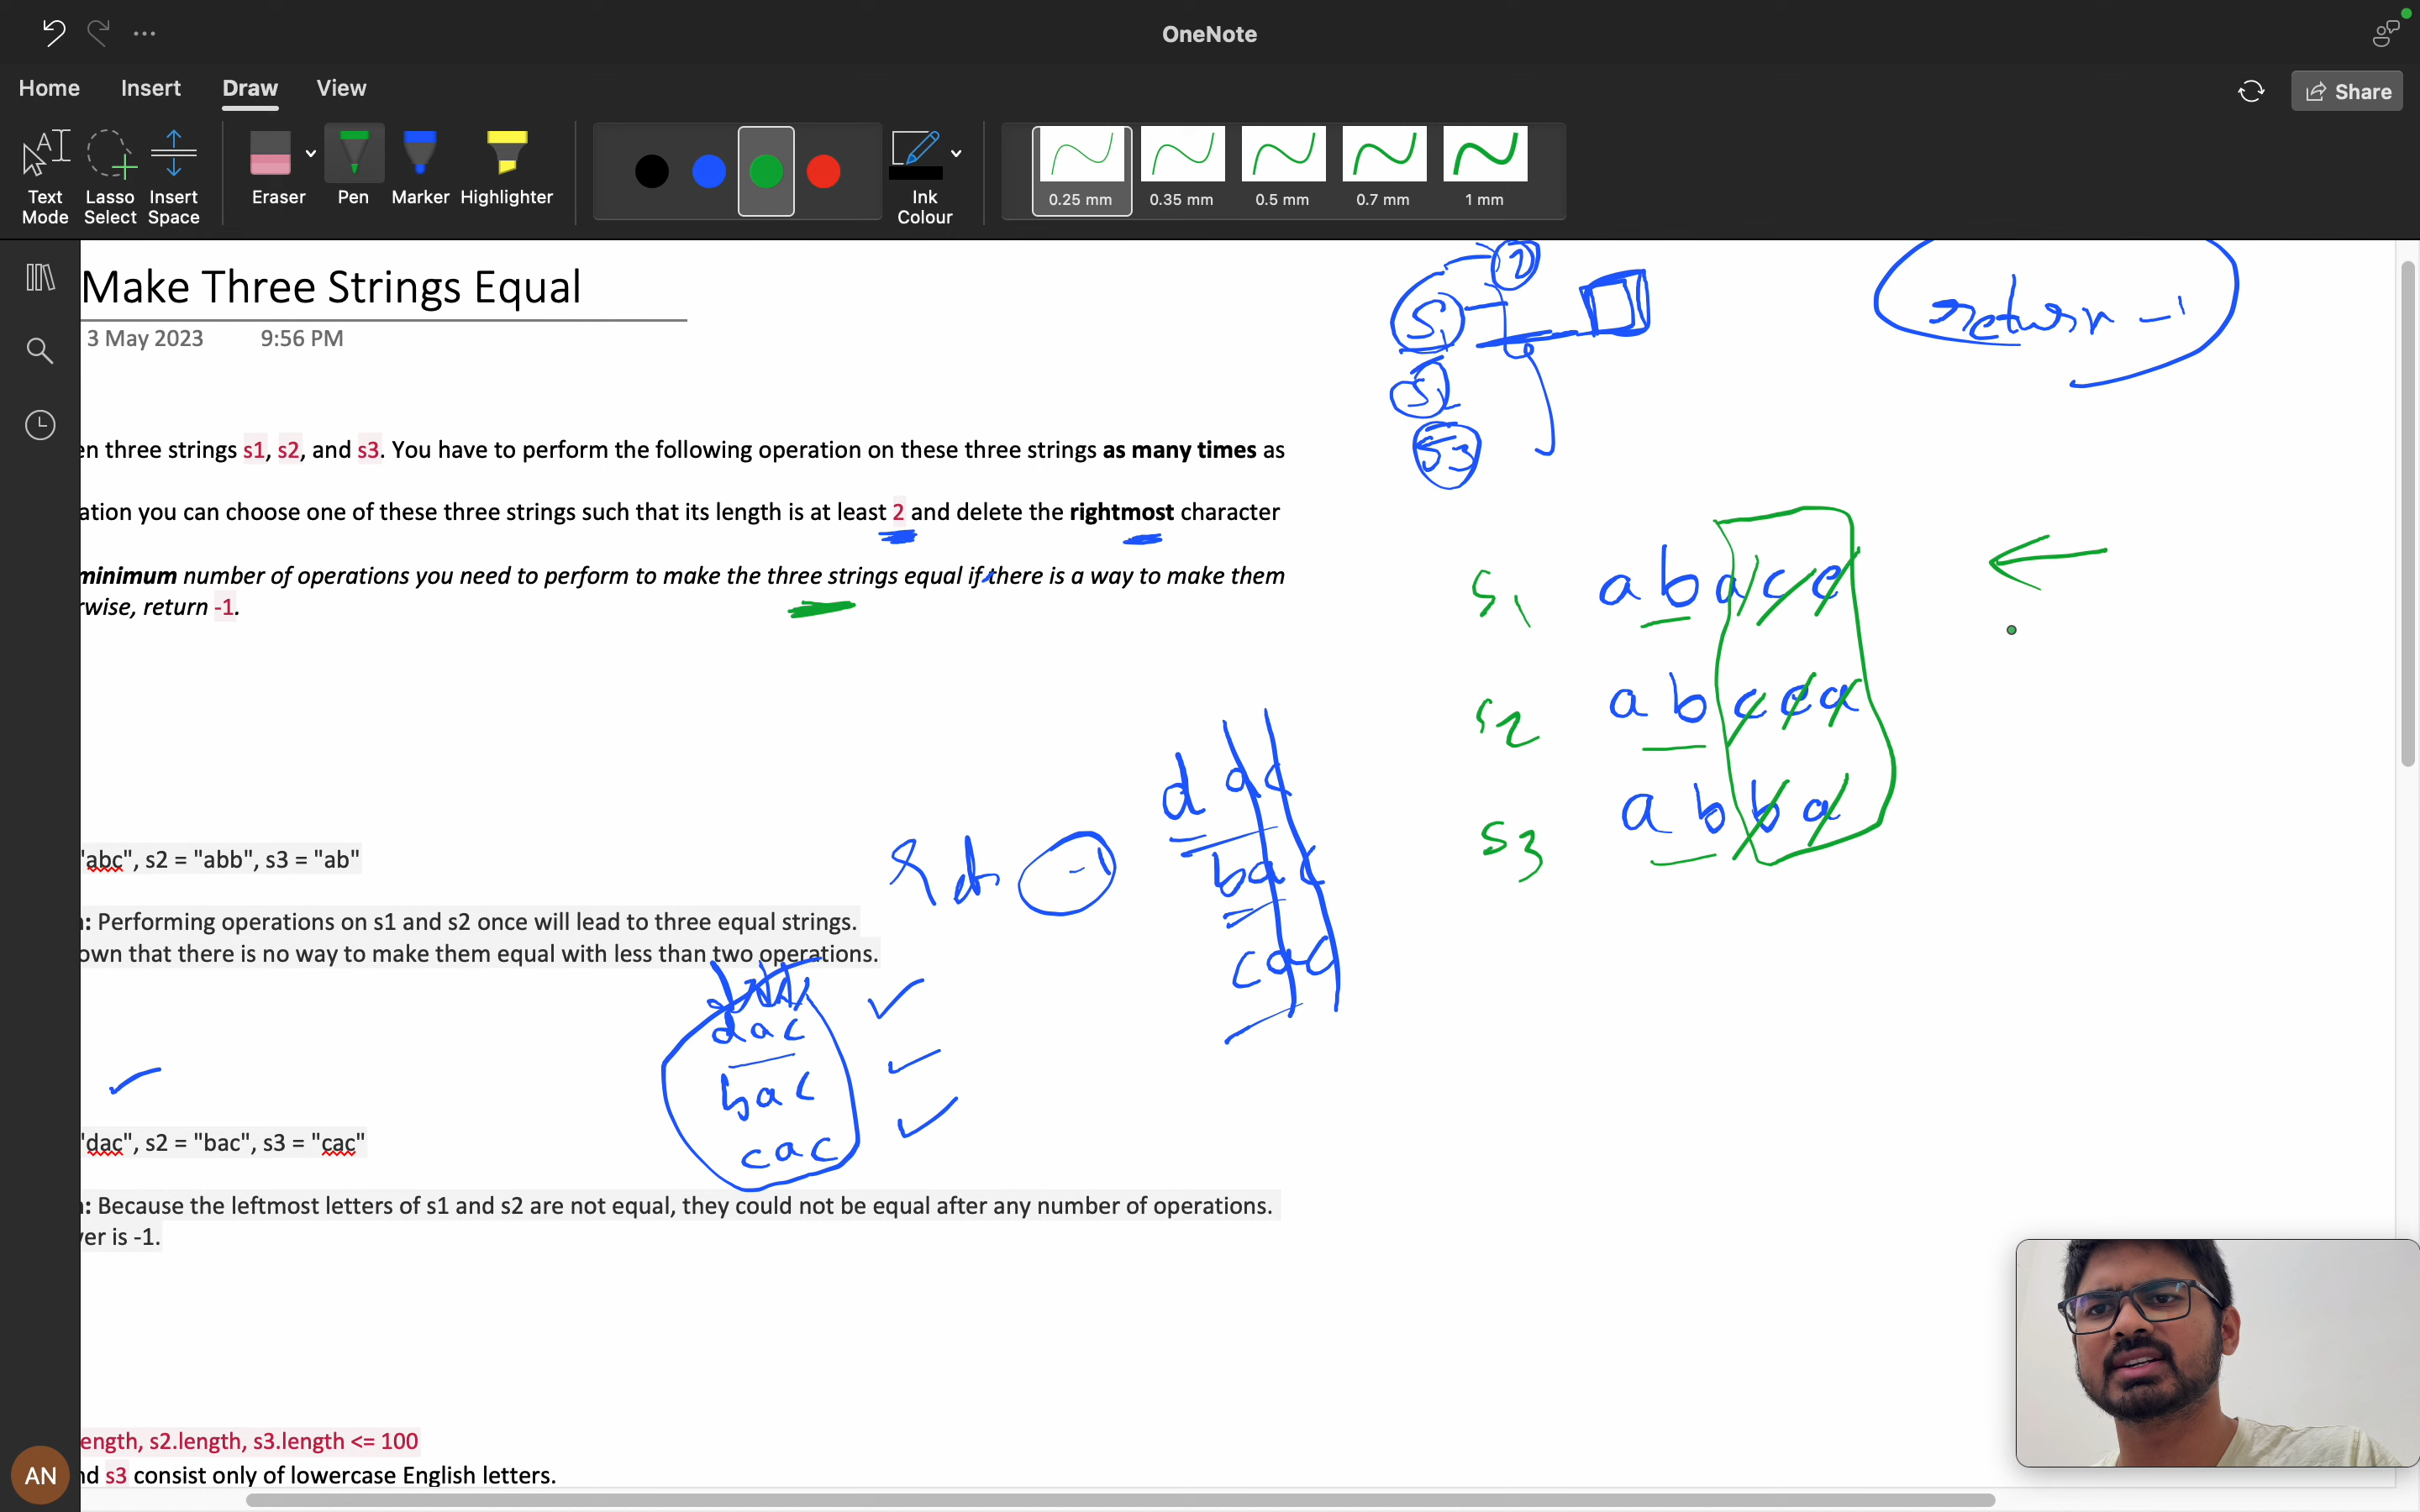 OneNote
Home Insert Draw View
Share
Text Mode
Lasso Select
Insert Space
Eraser
Pen
Marker
Highlighter
Ink Colour
0.25 mm
0.35 mm
0.5 mm
0.7 mm
1 mm
Make Three Strings Equal
3 May 2023 9:56 PM
en three strings s1, s2, and s3. You have to perform the following operation on these three strings as many times as
ation you can choose one of these three strings such that its length is at least 2 and delete the rightmost character
minimum number of operations you need to perform to make the three strings equal if there is a way to make them
rwise, return -1.
"abc", s2 = "abb", s3 = "ab"
n: Performing operations on s1 and s2 once will lead to three equal strings.
own that there is no way to make them equal with less than two operations.
"dac", s2 = "bac", s3 = "cac"
n: Because the leftmost letters of s1 and s2 are not equal, they could not be equal after any number of operations.
er is -1.
ength, s2.length, s3.length <= 100
nd s3 consist only of lowercase English letters.
AN
S1
S2
S3
return -1
s1 abacc
s2
s3 abba
-1
dac
bac
cac
dac
bac
cac